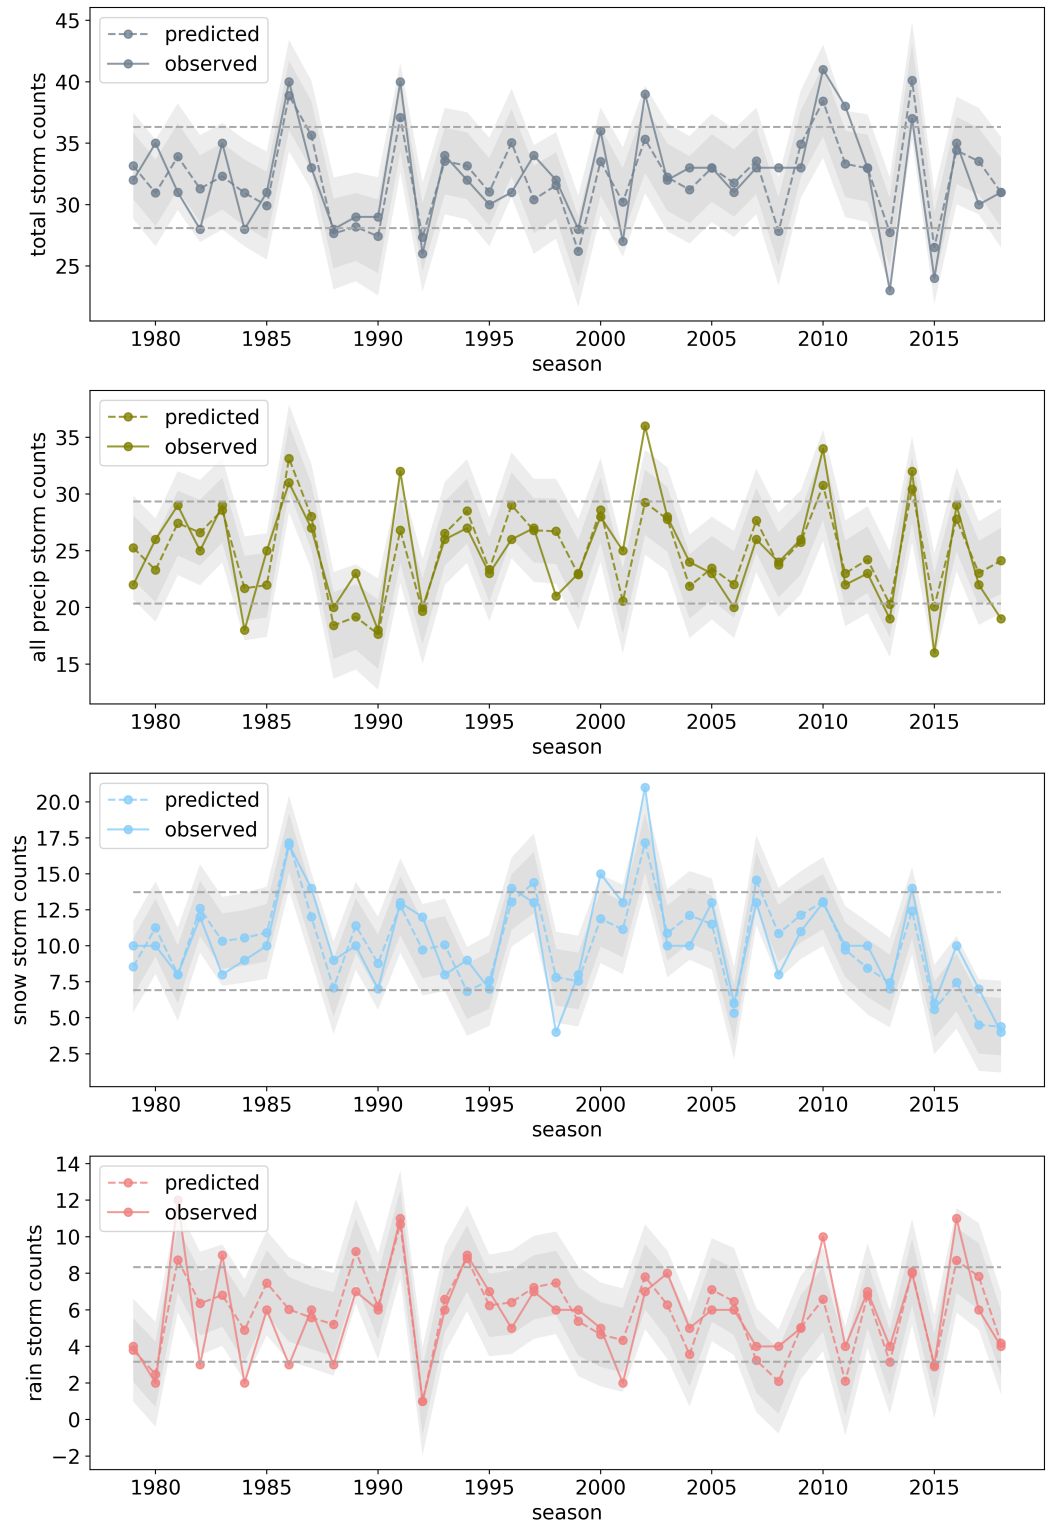 45
40
35
30
25
total storm counts
predicted
observed
1980 1985 1990 1995 2000 2005 2010 2015
season
35
30
25
20
15
all precip storm counts
predicted
observed
1980 1985 1990 1995 2000 2005 2010 2015
season
20.0
17.5
15.0
12.5
10.0
7.5
5.0
2.5
snow storm counts
predicted
observed
1980 1985 1990 1995 2000 2005 2010 2015
season
14
12
10
8
6
4
2
0
−2
rain storm counts
predicted
observed
1980 1985 1990 1995 2000 2005 2010 2015
season